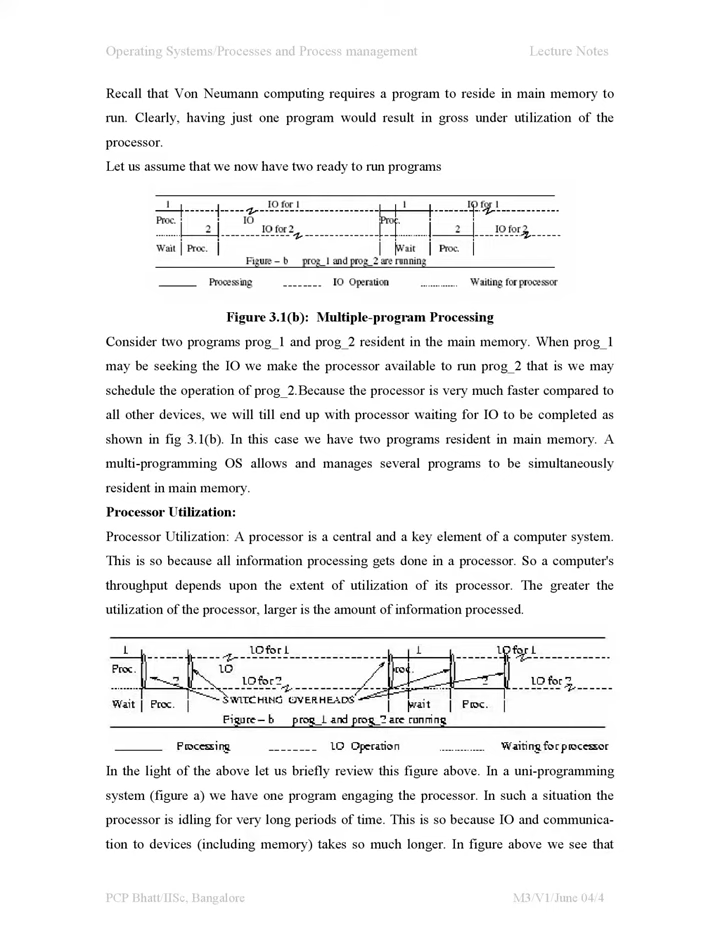 Operating Systems/Processes and Process management Lecture Notes
Recall that Von Neumann computing requires a program to reside in main memory to
run. Clearly, having just one program would result in gross under utilization of the
processor.
Let us assume that we now have two ready to run programs
1 IO for 1 1 IO for 1
Proc. IO Proc.
2 IO for 2 2 IO for 2
Wait Proc. Wait Proc.
Figure – b prog_1 and prog_2 are running
Processing IO Operation Waiting for processor
Figure 3.1(b): Multiple-program Processing
Consider two programs prog_1 and prog_2 resident in the main memory. When prog_1
may be seeking the IO we make the processor available to run prog_2 that is we may
schedule the operation of prog_2.Because the processor is very much faster compared to
all other devices, we will till end up with processor waiting for IO to be completed as
shown in fig 3.1(b). In this case we have two programs resident in main memory. A
multi-programming OS allows and manages several programs to be simultaneously
resident in main memory.
Processor Utilization:
Processor Utilization: A processor is a central and a key element of a computer system.
This is so because all information processing gets done in a processor. So a computer's
throughput depends upon the extent of utilization of its processor. The greater the
utilization of the processor, larger is the amount of information processed.
1 I.O for 1 1 I.O for 1
Proc. I.O roc.
2 I.O for 2 2 I.O for 2
Wait Proc. SWITCHING OVERHEADS wait Proc.
Figure – b prog_1 and prog_2 are running
Processing I.O Operation Waiting for processor
In the light of the above let us briefly review this figure above. In a uni-programming
system (figure a) we have one program engaging the processor. In such a situation the
processor is idling for very long periods of time. This is so because IO and communica-
tion to devices (including memory) takes so much longer. In figure above we see that
PCP Bhatt/IISc, Bangalore M3/V1/June 04/4